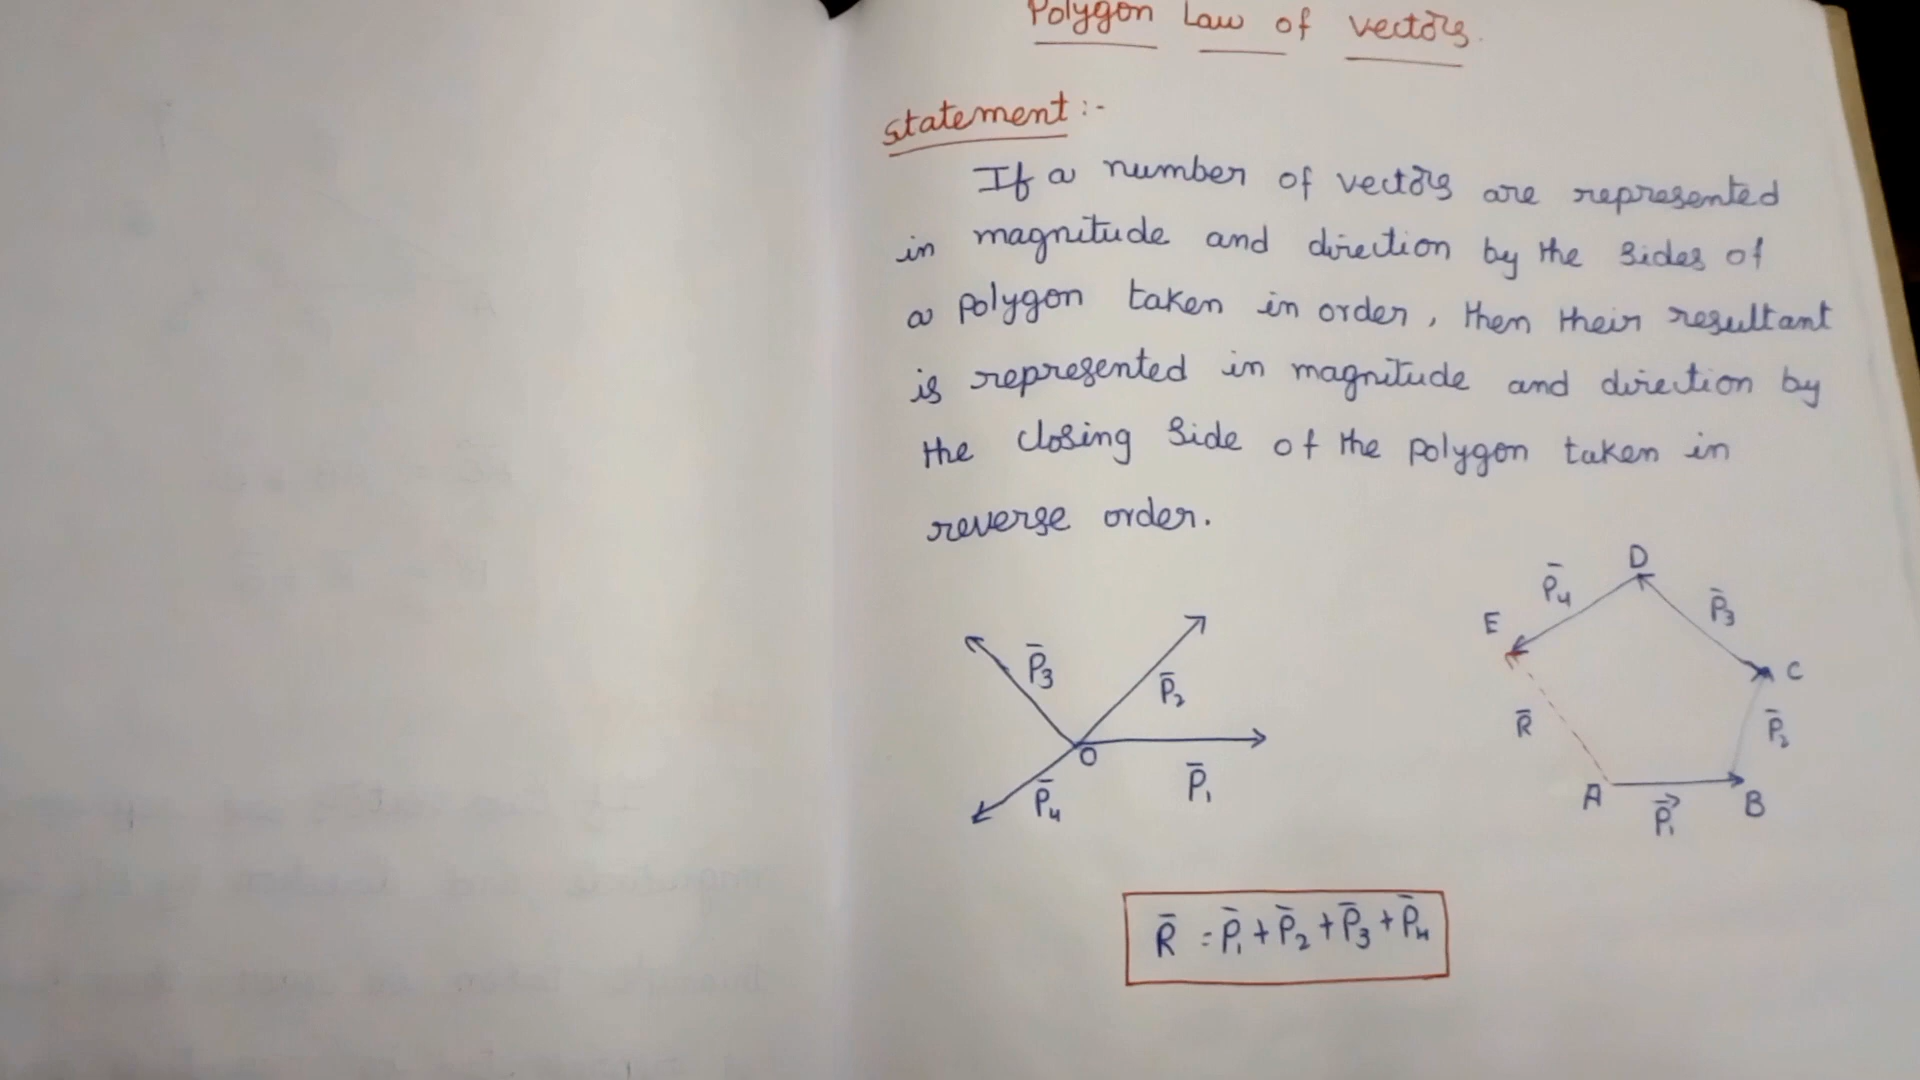 Polygon Law of vectors.
Statement :-
If a number of vectors are represented
in magnitude and direction by the sides of
a polygon taken in order, then their resultant
is represented in magnitude and direction by
the closing side of the polygon taken in
reverse order.
P̄₃
P̄₂
O
P̄₁
P̄₄
D
P̄₄
P̄₃
E
C
R̄
P̄₂
A
B
P⃗₁
R̄ = P̄₁ + P̄₂ + P̄₃ + P̄₄